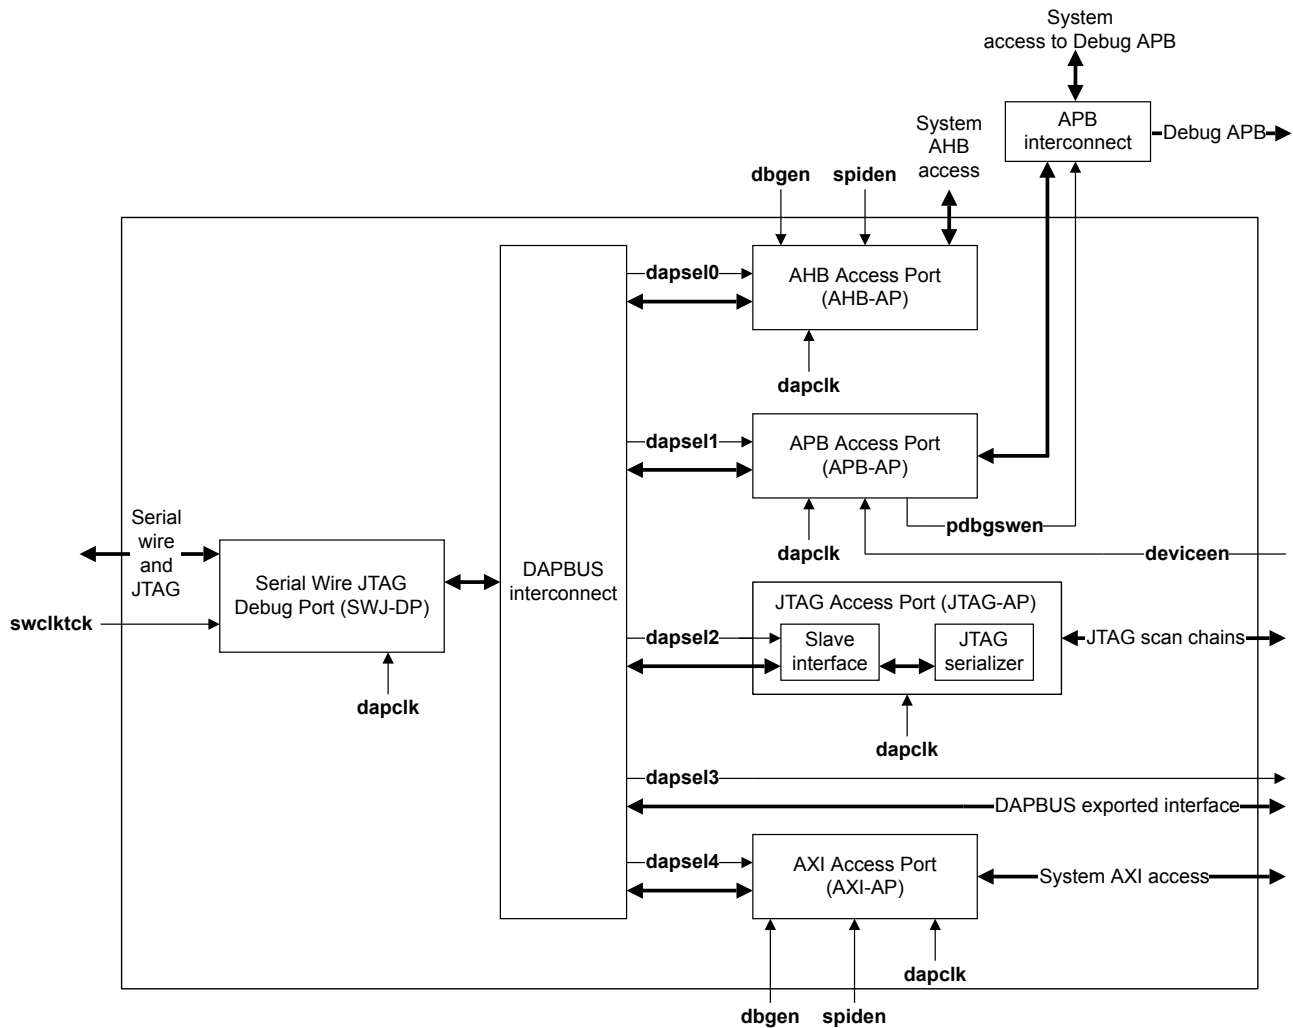 System
access to Debug APB
APB
interconnect
Debug APB
System
AHB
access
dbgen
spiden
dapsel0
AHB Access Port
(AHB-AP)
dapclk
dapsel1
APB Access Port
(APB-AP)
pdbgswen
dapclk
deviceen
Serial
wire
and
JTAG
swclktck
Serial Wire JTAG
Debug Port (SWJ-DP)
dapclk
DAPBUS
interconnect
JTAG Access Port (JTAG-AP)
dapsel2
Slave
interface
JTAG
serializer
JTAG scan chains
dapclk
dapsel3
DAPBUS exported interface
dapsel4
AXI Access Port
(AXI-AP)
System AXI access
dapclk
dbgen
spiden